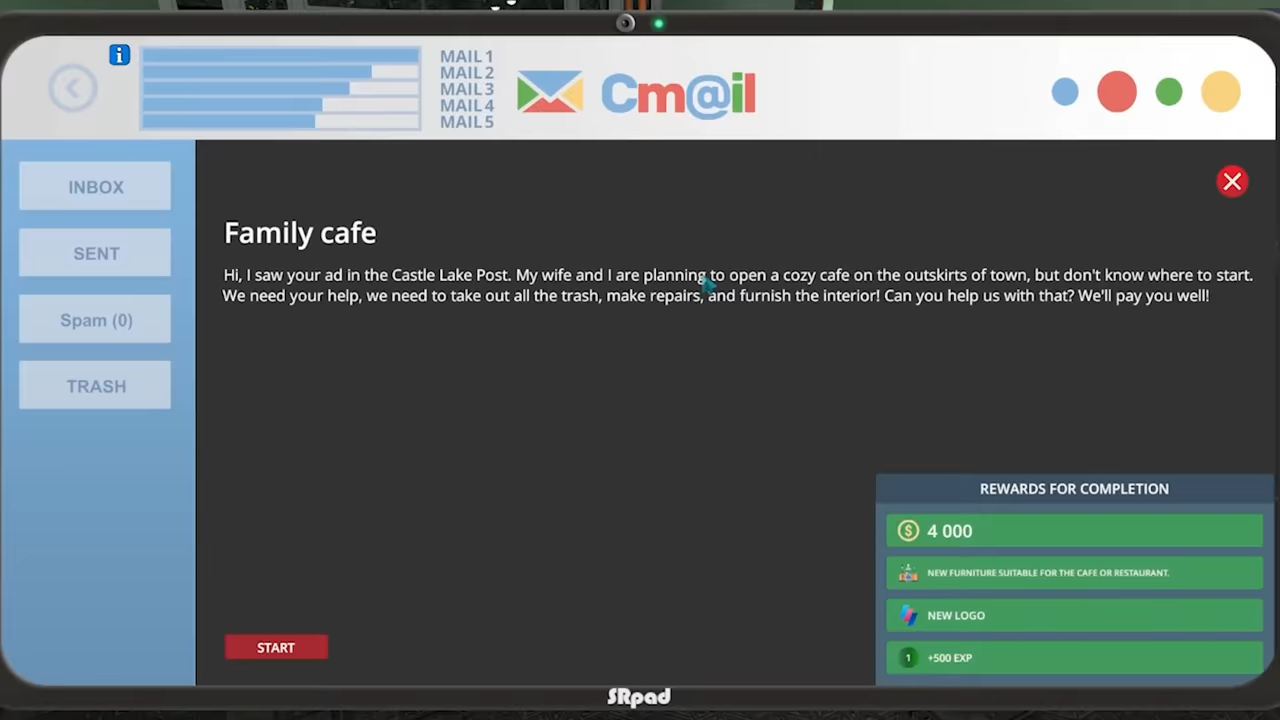 i
MAIL 1
MAIL 2
MAIL 3
MAIL 4
MAIL 5
Cm@il
INBOX
SENT
Spam (0)
TRASH
Family cafe
Hi, I saw your ad in the Castle Lake Post. My wife and I are planning to open a cozy cafe on the outskirts of town, but don't know where to start.
We need your help, we need to take out all the trash, make repairs, and furnish the interior! Can you help us with that? We'll pay you well!
REWARDS FOR COMPLETION
$ 4 000
NEW FURNITURE SUITABLE FOR THE CAFE OR RESTAURANT.
NEW LOGO
1 +500 EXP
START
SRpad